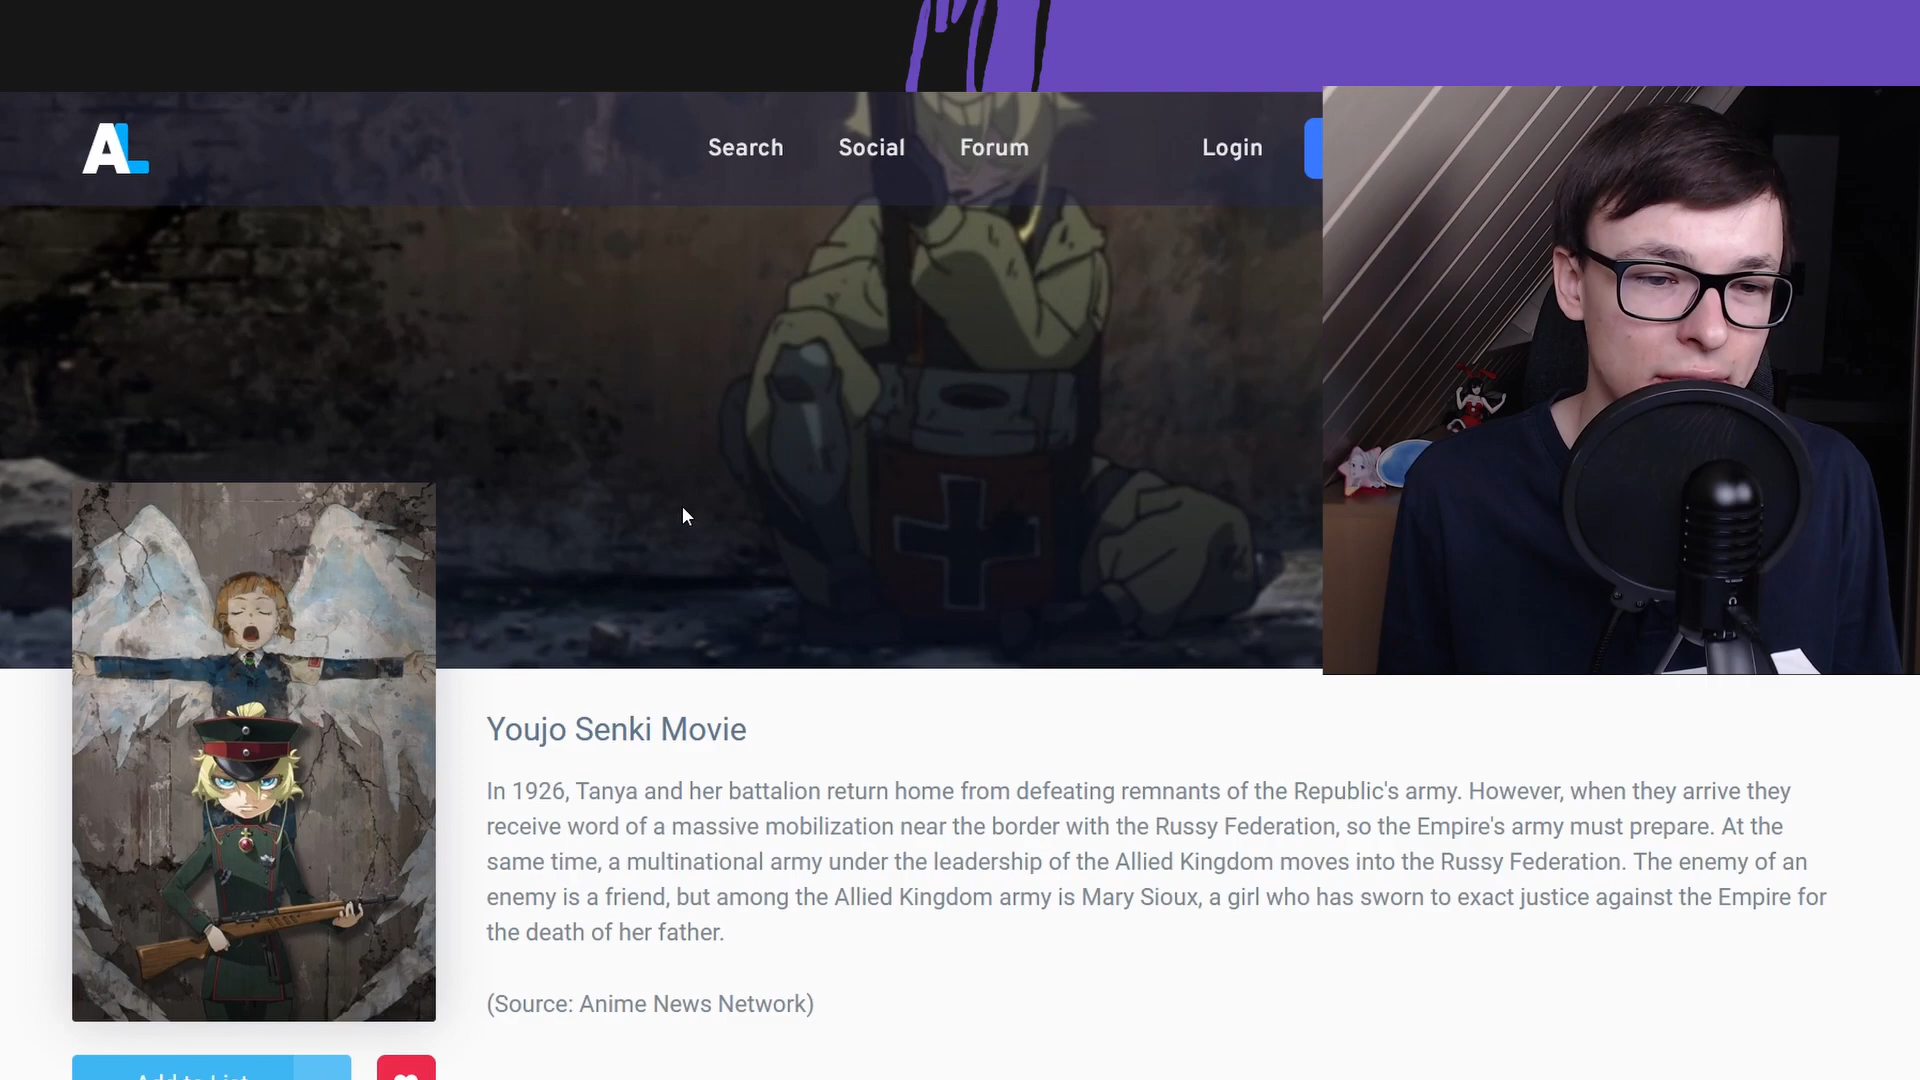 AL
Search
Social
Forum
Login
Youjo Senki Movie
In 1926, Tanya and her battalion return home from defeating remnants of the Republic's army. However, when they arrive they
receive word of a massive mobilization near the border with the Russy Federation, so the Empire's army must prepare. At the
same time, a multinational army under the leadership of the Allied Kingdom moves into the Russy Federation. The enemy of an
enemy is a friend, but among the Allied Kingdom army is Mary Sioux, a girl who has sworn to exact justice against the Empire for
the death of her father.
(Source: Anime News Network)
Add to List